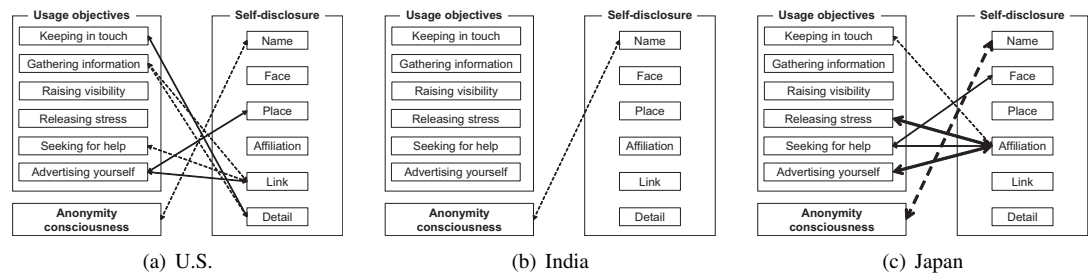 Usage objectives
Keeping in touch
Gathering information
Raising visibility
Releasing stress
Seeking for help
Advertising yourself
Anonymity
consciousness
Self-disclosure
Name
Face
Place
Affiliation
Link
Detail
(a) U.S.
Usage objectives
Keeping in touch
Gathering information
Raising visibility
Releasing stress
Seeking for help
Advertising yourself
Anonymity
consciousness
Self-disclosure
Name
Face
Place
Affiliation
Link
Detail
(b) India
Usage objectives
Keeping in touch
Gathering information
Raising visibility
Releasing stress
Seeking for help
Advertising yourself
Anonymity
consciousness
Self-disclosure
Name
Face
Place
Affiliation
Link
Detail
(c) Japan